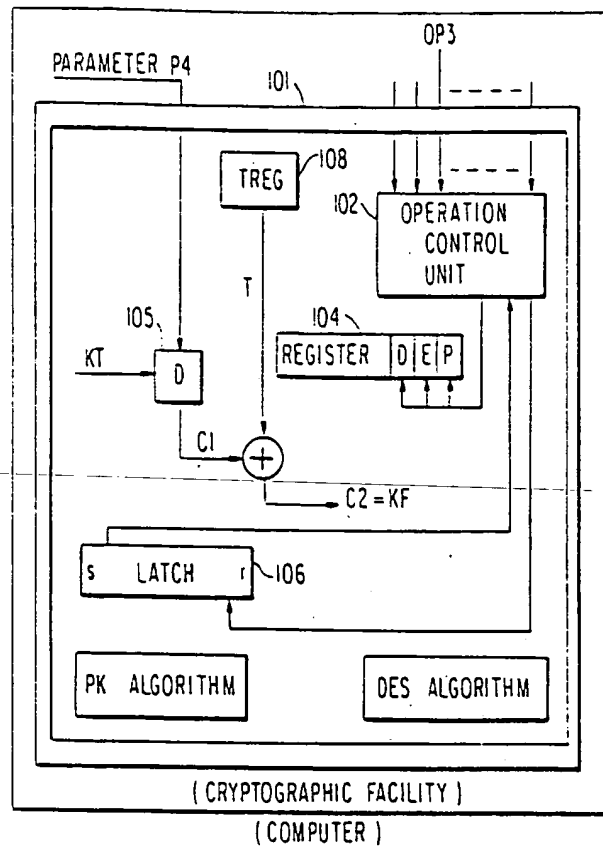 OP3
PARAMETER P4
101
TREG
108
102
OPERATION
CONTROL
UNIT
T
105
104
REGISTER D E P
KT
D
C1
+
C2=KF
s LATCH r
106
PK ALGORITHM
DES ALGORITHM
(CRYPTOGRAPHIC FACILITY)
(COMPUTER)